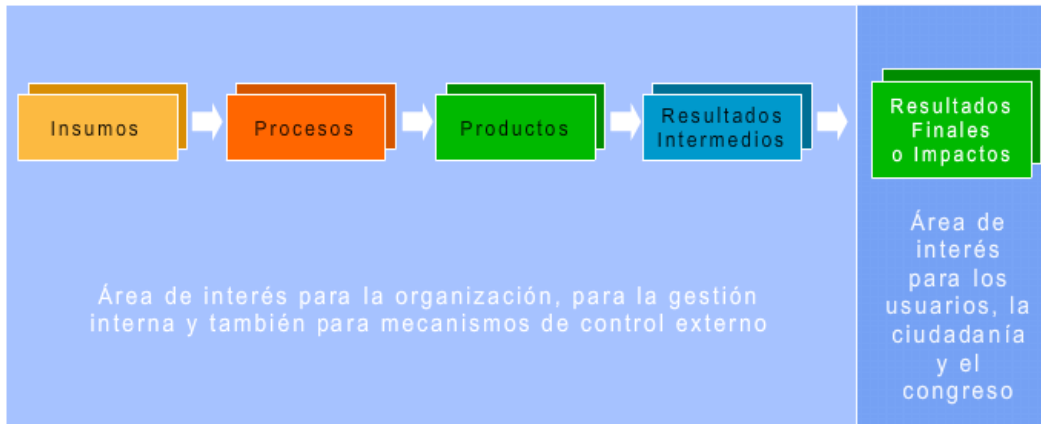 Insumos
Procesos
Productos
Resultados
Intermedios
Resultados
Finales
o Impactos
Área de interés para la organización, para la gestión
interna y también para mecanismos de control externo
Área de
interés
para los
usuarios, la
ciudadanía
y el
congreso